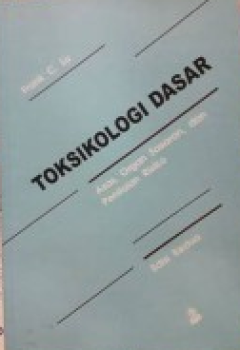 Frank C. Lu
TOKSIKOLOGI DASAR
Asas, Organ Sasaran, dan
Penilaian Risiko
Edisi Kedua